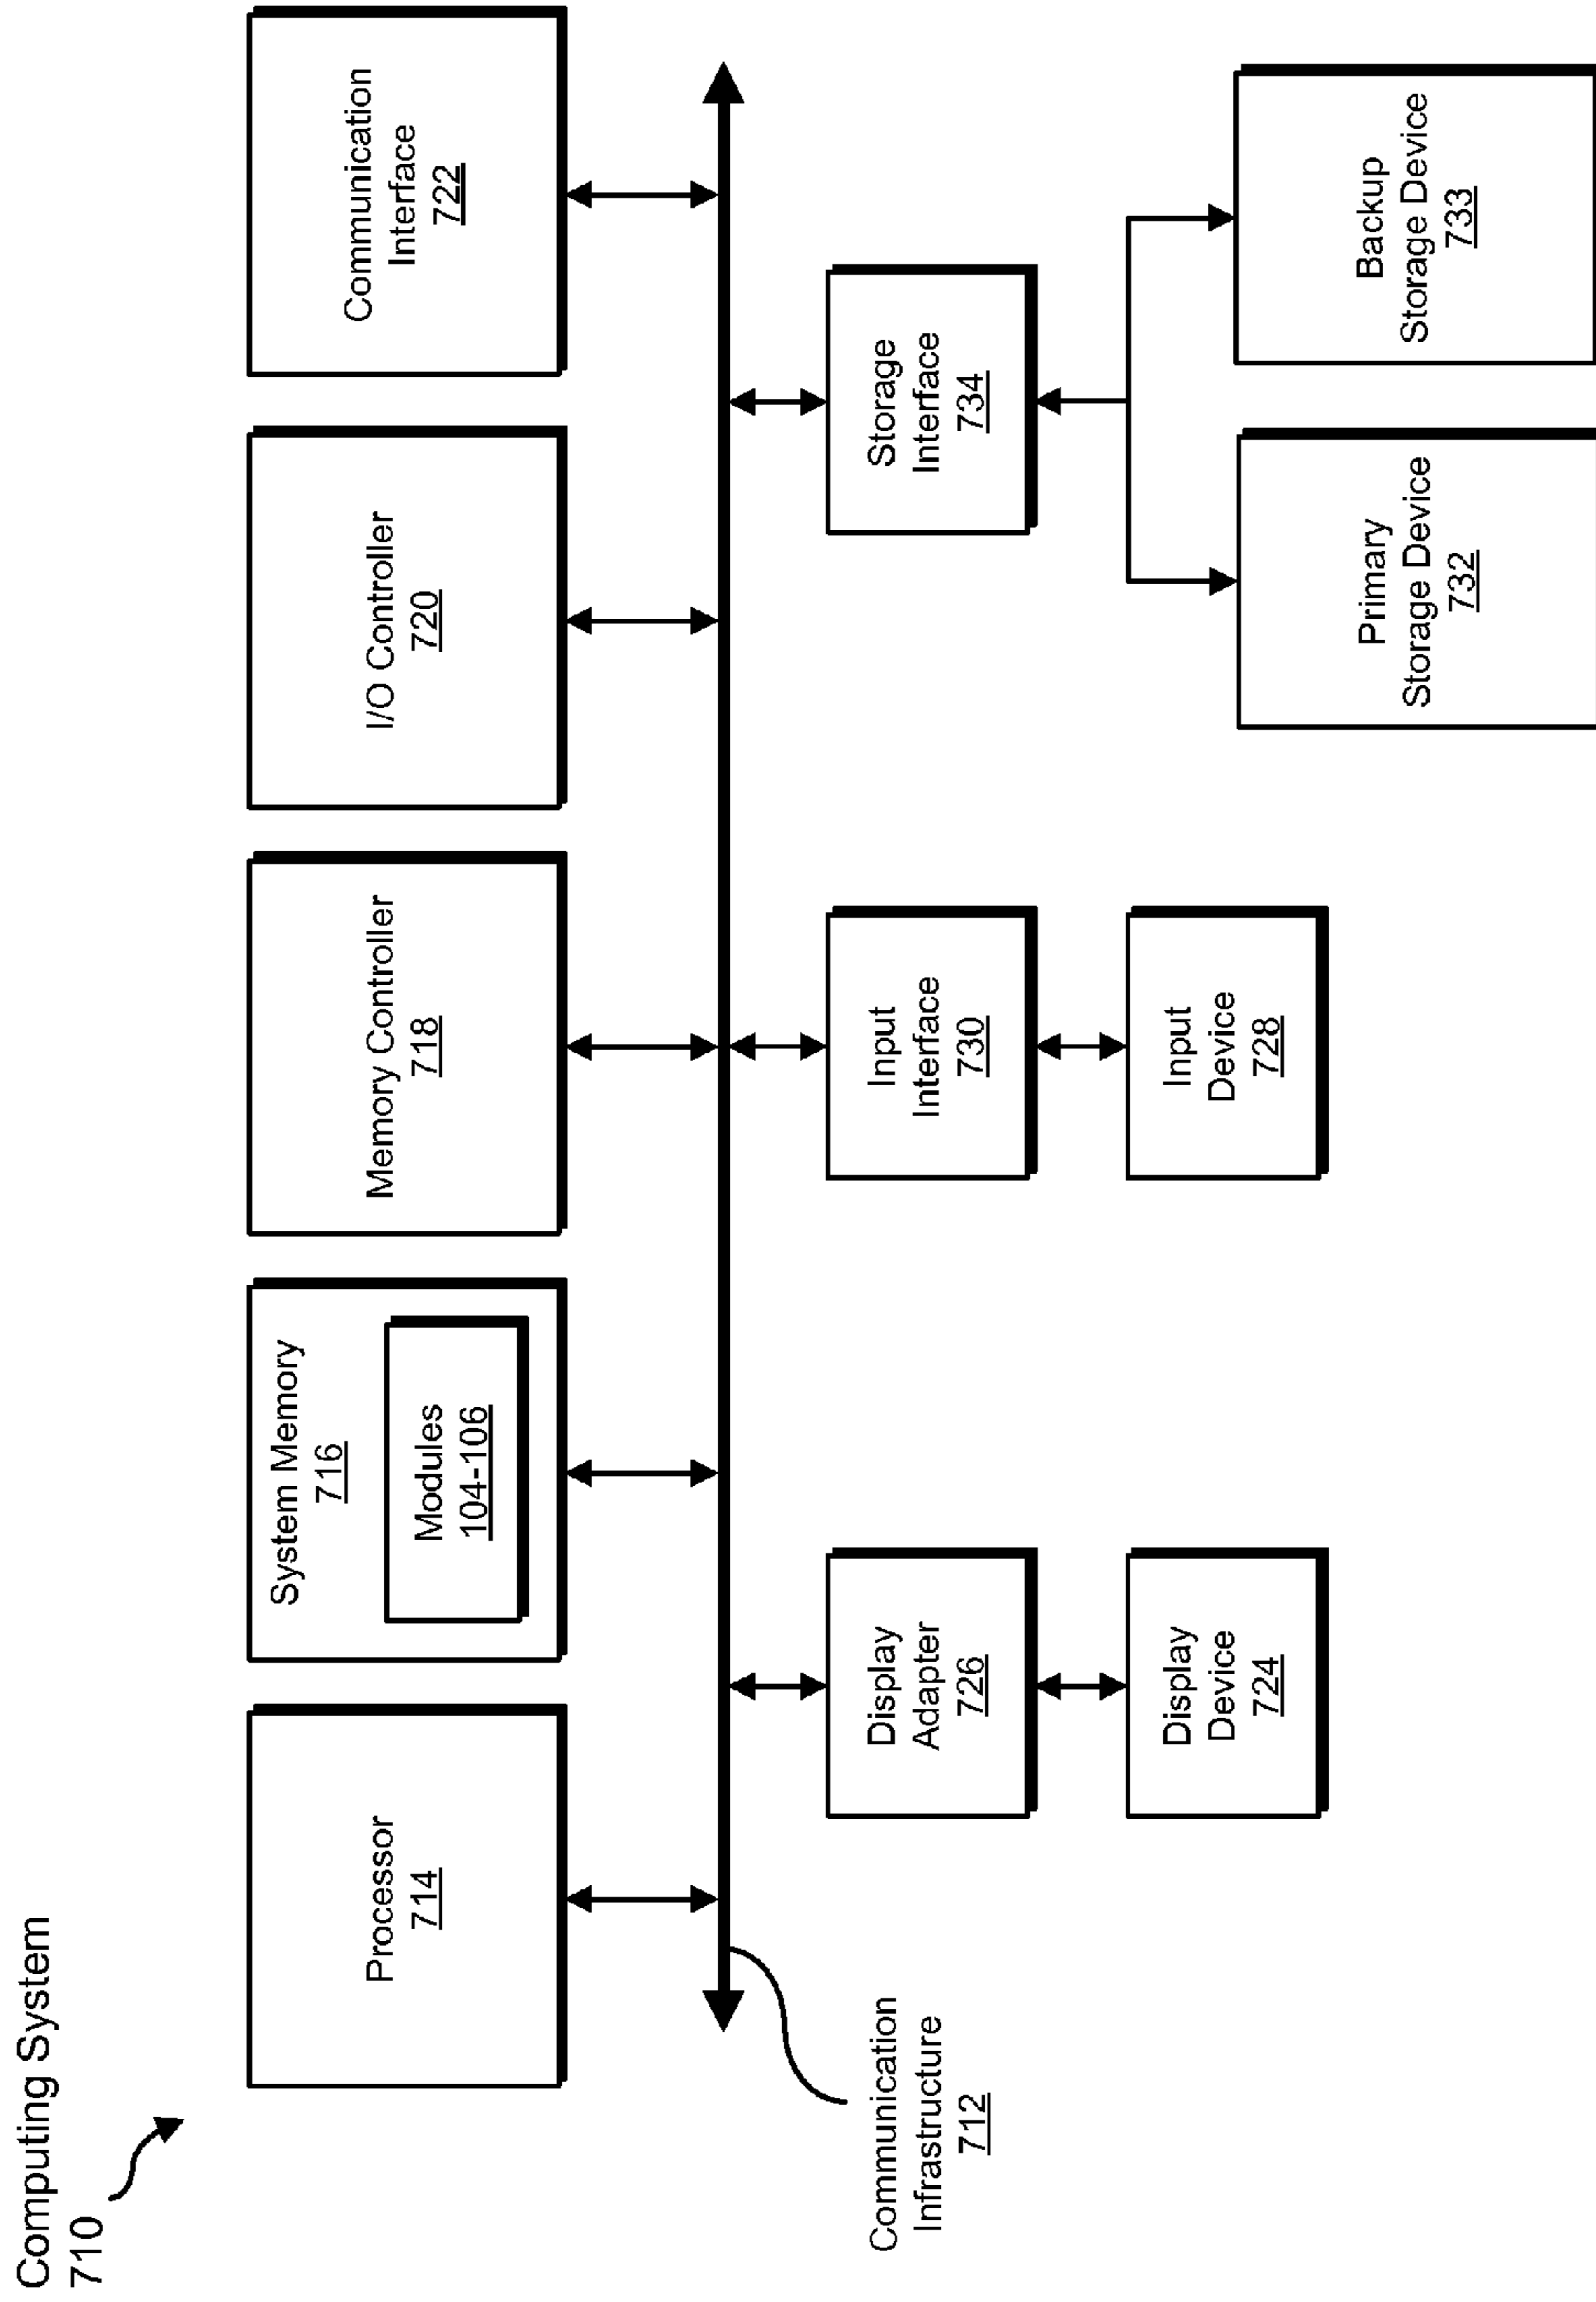 Computing System
710
Processor
714
System Memory
716
Modules
104-106
Memory Controller
718
I/O Controller
720
Communication
Interface
722
Communication
Infrastructure
712
Display
Adapter
726
Input
Interface
730
Storage
Interface
734
Display
Device
724
Input
Device
728
Primary
Storage Device
732
Backup
Storage Device
733